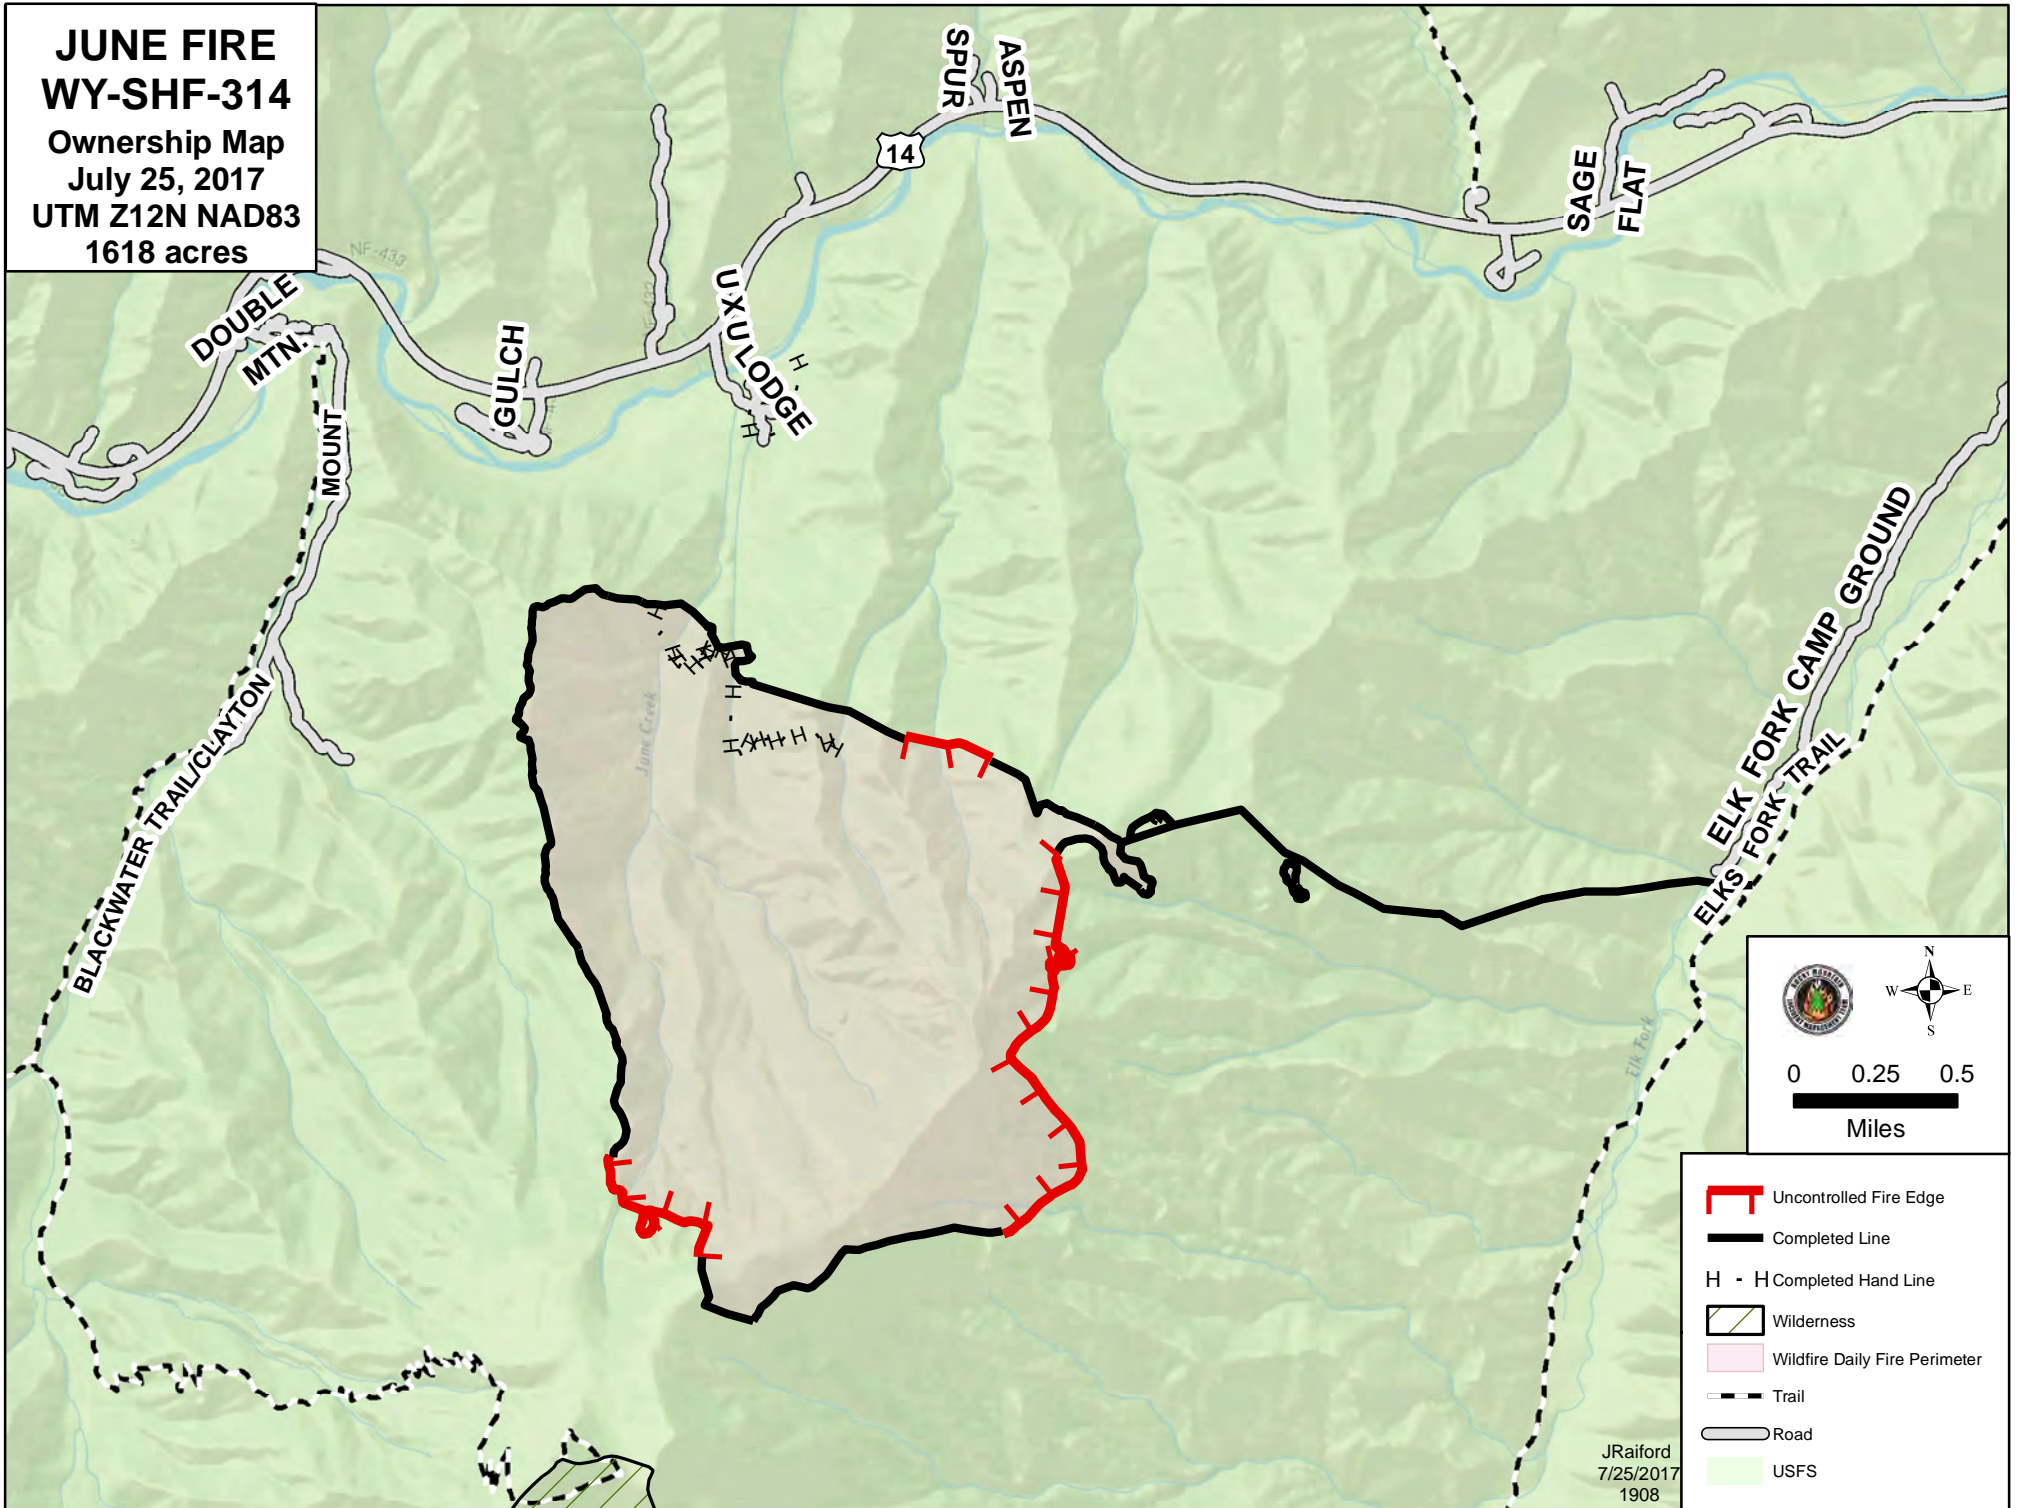 JUNE FIRE
WY-SHF-314
Ownership Map
July 25, 2017
UTM Z12N NAD83
1618 acres
SPUR
ASPEN
14
SAGE
FLAT
NF-433
DOUBLE
MTN.
GULCH
U X U LODGE
MOUNT
BLACKWATER TRAIL/CLAYTON
June Creek
ELK FORK CAMP GROUND
ELKS FORK TRAIL
Elk Fork
H
H
H
H
H
H
H
N
W
E
S
0 0.25 0.5
Miles
Uncontrolled Fire Edge
Completed Line
H - H Completed Hand Line
Wilderness
Wildfire Daily Fire Perimeter
Trail
Road
USFS
JRaiford
7/25/2017
1908